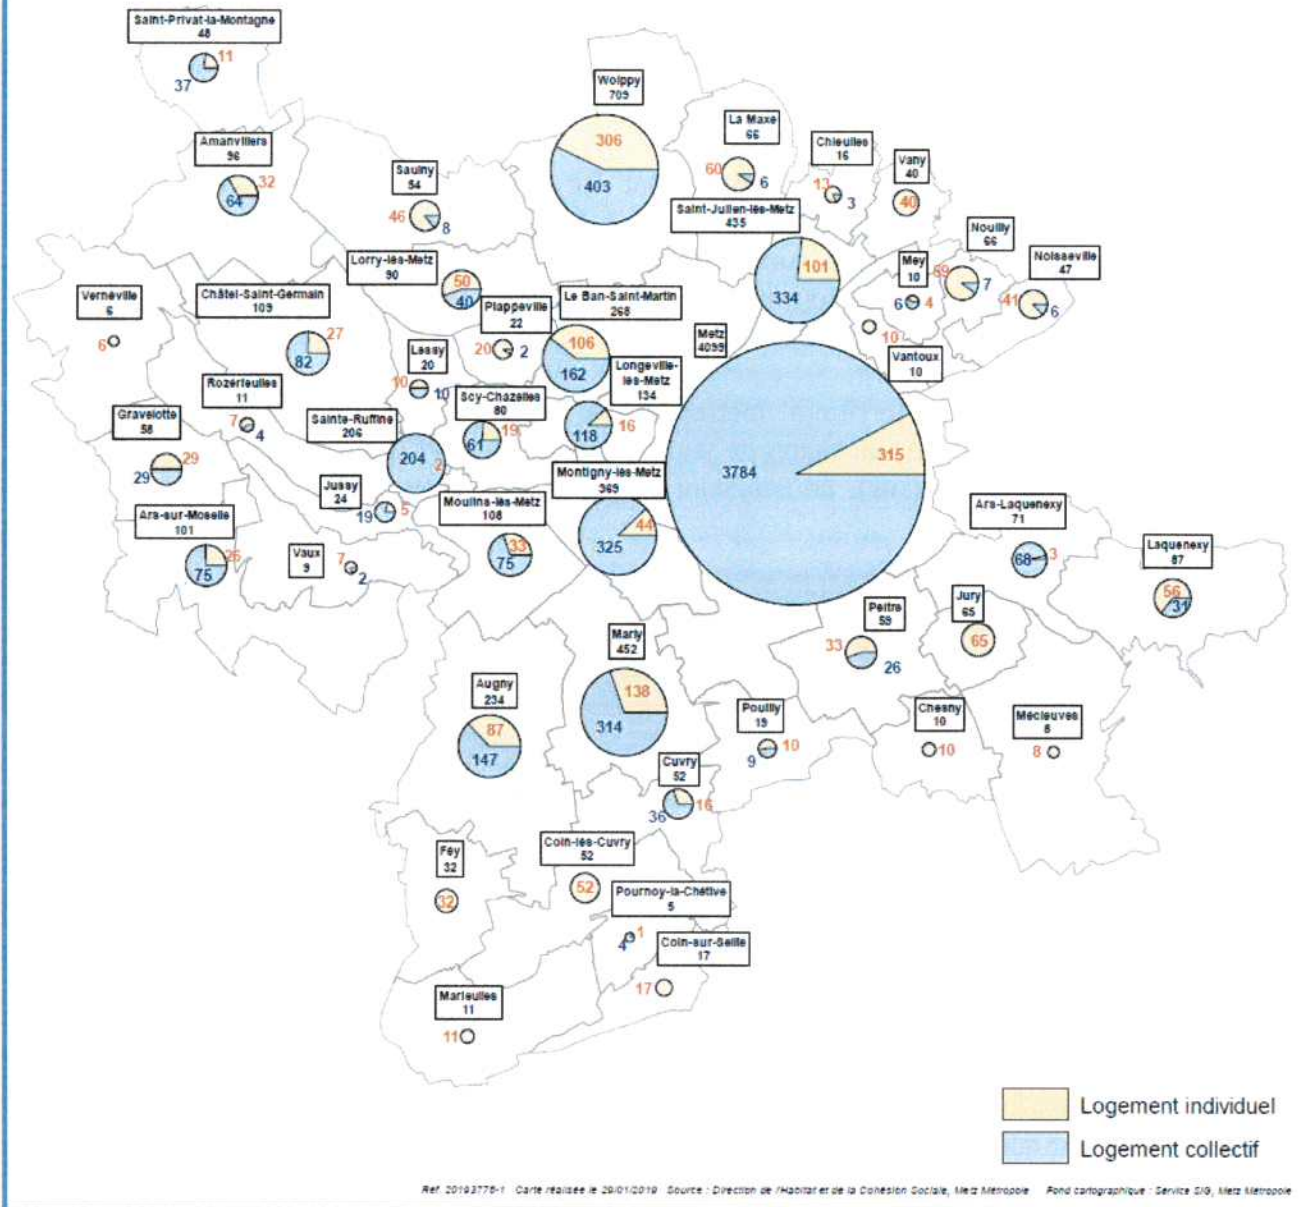 Saint-Privat-la-Montagne
48
11
37
Woippy
709
306
403
La Maxe
66
60
6
Chieulles
16
13
3
Vany
40
40
Amanvillers
96
32
64
Saulny
54
46
8
Saint-Julien-lès-Metz
435
101
334
Nouilly
66
59
7
Mey
10
6
4
Noisseville
47
41
6
Lorry-lès-Metz
90
50
40
Vernéville
6
6
Châtel-Saint-Germain
109
27
82
Plappeville
22
20
2
Le Ban-Saint-Martin
268
106
162
Metz
4099
3784
315
Vantoux
10
10
Lessy
20
10
10
Longeville-
lès-Metz
134
16
118
Rozérieulles
11
7
4
Scy-Chazelles
80
19
61
Gravelotte
58
29
29
Sainte-Ruffine
206
204
2
Jussy
24
19
5
Moulins-lès-Metz
108
33
75
Montigny-lès-Metz
369
44
325
Ars-sur-Moselle
101
26
75
Vaux
9
7
2
Ars-Laquenexy
71
68
3
Laquenexy
87
56
31
Peltre
59
33
26
Jury
65
65
Marly
452
138
314
Augny
234
87
147
Pouilly
19
10
9
Chesny
10
10
Mécleuves
8
8
Cuvry
52
16
36
Fey
32
32
Coin-lès-Cuvry
52
52
Pournoy-la-Chétive
5
1
4
Coin-sur-Seille
17
17
Marieulles
11
11
Logement individuel
Logement collectif
Réf. 20193776-1 Carte réalisée le 29/01/2019 Source : Direction de l'Habitat et de la Cohésion Sociale, Metz Métropole Fond cartographique : Service SIG, Metz Métropole